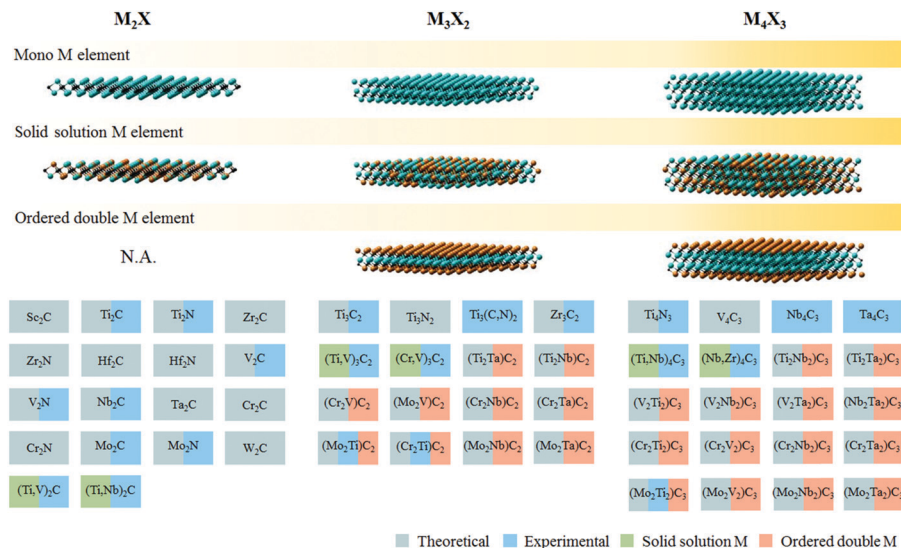 M₂X M₃X₂ M₄X₃
Mono M element
Solid solution M element
Ordered double M element
N.A.
Sc₂C Ti₂C Ti₂N Zr₂C Ti₃C₂ Ti₃N₂ Ti₃(C,N)₂ Zr₃C₂ Ti₄N₃ V₄C₃ Nb₄C₃ Ta₄C₃
Zr₂N Hf₂C Hf₂N V₂C (Ti,V)₃C₂ (Cr,V)₃C₂ (Ti₂Ta)C₂ (Ti₂Nb)C₂ (Ti,Nb)₄C₃ (Nb,Zr)₄C₃ (Ti₂Nb₂)C₃ (Ti₂Ta₂)C₃
V₂N Nb₂C Ta₂C Cr₂C (Cr₂V)C₂ (Mo₂V)C₂ (Cr₂Nb)C₂ (Cr₂Ta)C₂ (V₂Ti₂)C₃ (V₂Nb₂)C₃ (V₂Ta₂)C₃ (Nb₂Ta₂)C₃
Cr₂N Mo₂C Mo₂N W₂C (Mo₂Ti)C₂ (Cr₂Ti)C₂ (Mo₂Nb)C₂ (Mo₂Ta)C₂ (Cr₂Ti₂)C₃ (Cr₂V₂)C₃ (Cr₂Nb₂)C₃ (Cr₂Ta₂)C₃
(Ti,V)₂C (Ti,Nb)₂C (Mo₂Ti₂)C₃ (Mo₂V₂)C₃ (Mo₂Nb₂)C₃ (Mo₂Ta₂)C₃
Theoretical Experimental Solid solution M Ordered double M